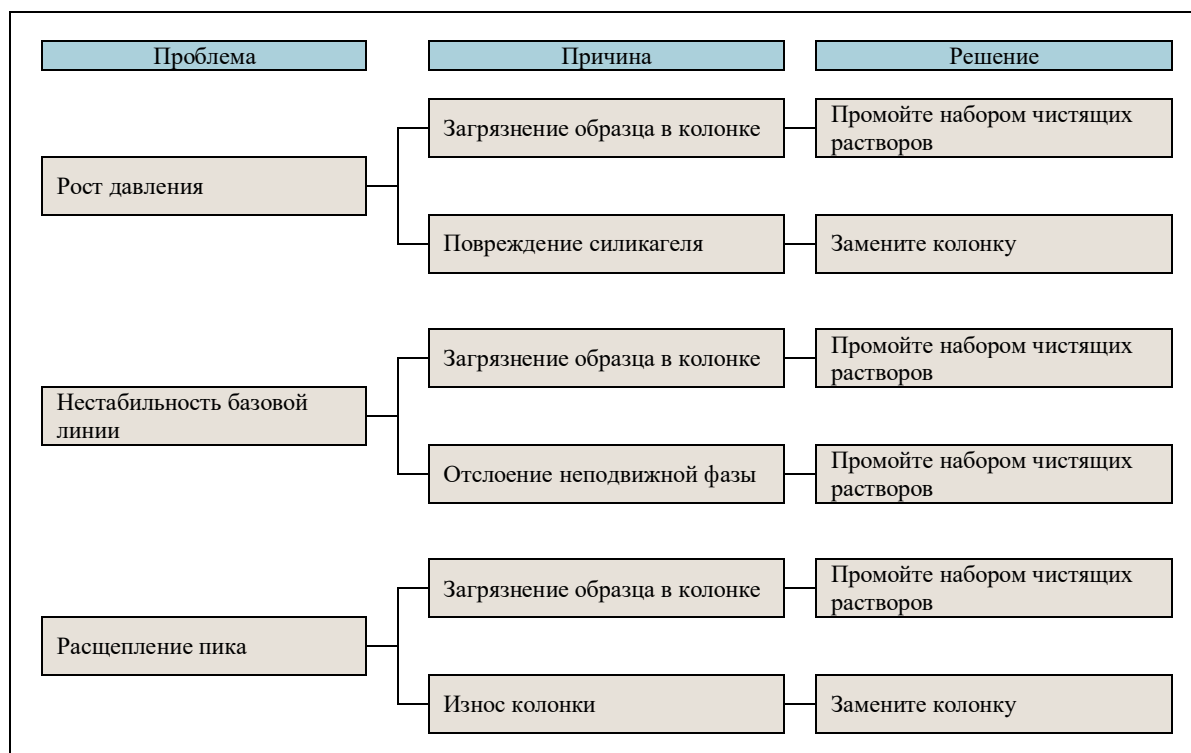 Проблема
Причина
Решение
Рост давления
Загрязнение образца в колонке
Промойте набором чистящих
растворов
Повреждение силикагеля
Замените колонку
Нестабильность базовой
линии
Загрязнение образца в колонке
Промойте набором чистящих
растворов
Отслоение неподвижной фазы
Промойте набором чистящих
растворов
Расщепление пика
Загрязнение образца в колонке
Промойте набором чистящих
растворов
Износ колонки
Замените колонку